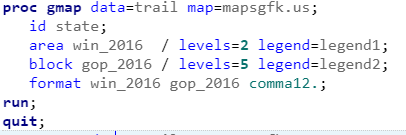 proc gmap data=trail map=mapsgfk.us;
   id state;
   area win_2016  / levels=2 legend=legend1;
   block gop_2016 / levels=5 legend=legend2;
   format win_2016 gop_2016 comma12.;
run;
quit;